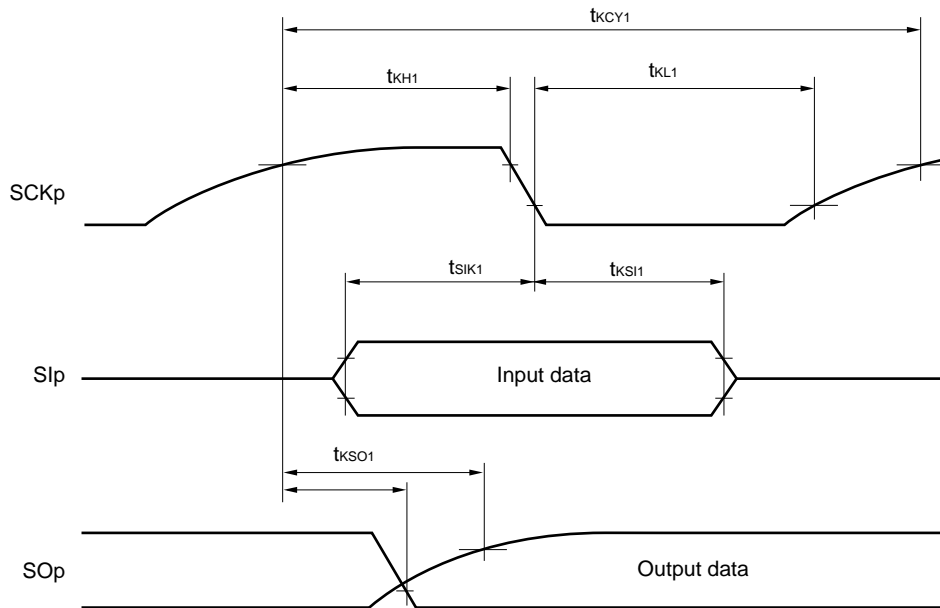 tKCY1
tKH1
tKL1
SCKp
tSIK1
tKSI1
SIp
Input data
tKSO1
SOp
Output data